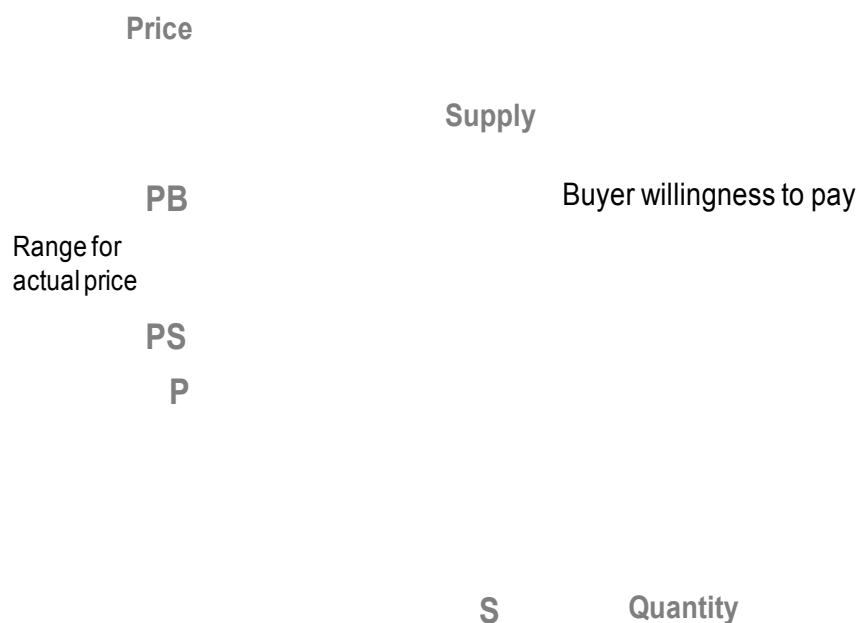 Price
Supply
PB
Buyer willingness to pay
Range for
actual price
PS
P
S
Quantity